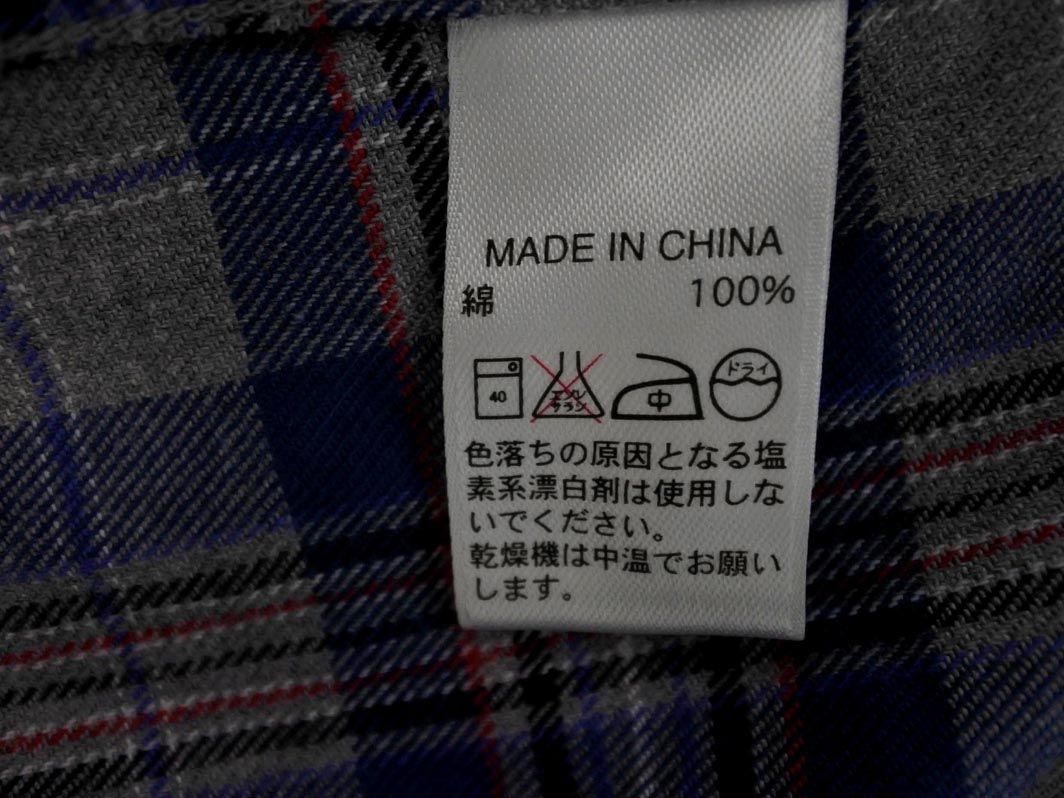 MADE IN CHINA
綿 100%
40
エンソ
サラシ
中
ドライ
色落ちの原因となる塩
素系漂白剤は使用しな
いでください。
乾燥機は中温でお願い
します。